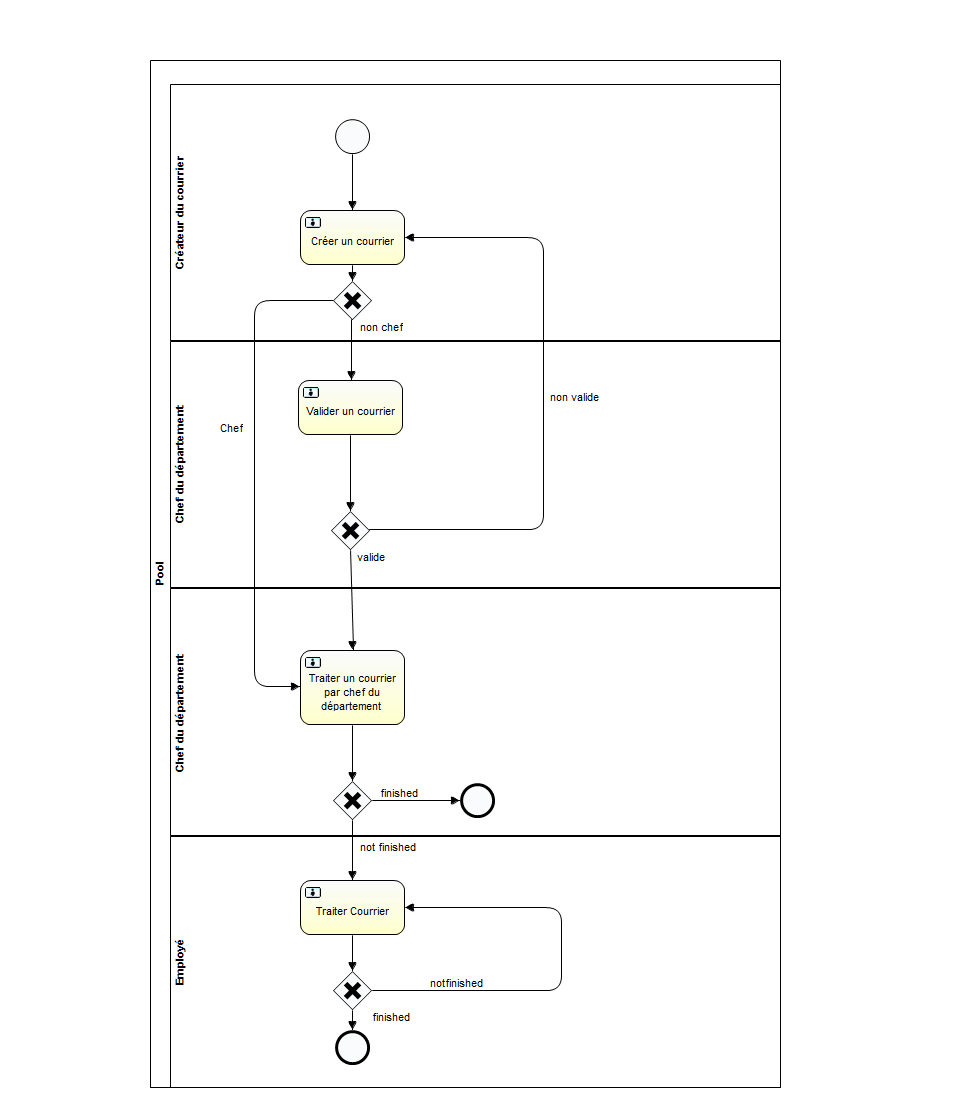 Pool
Créateur du courrier
Créer un courrier
non chef
Chef du département
Valider un courrier
non valide
Chef
valide
Chef du département
Traiter un courrier
par chef du
département
finished
not finished
Employé
Traiter Courrier
notfinished
finished